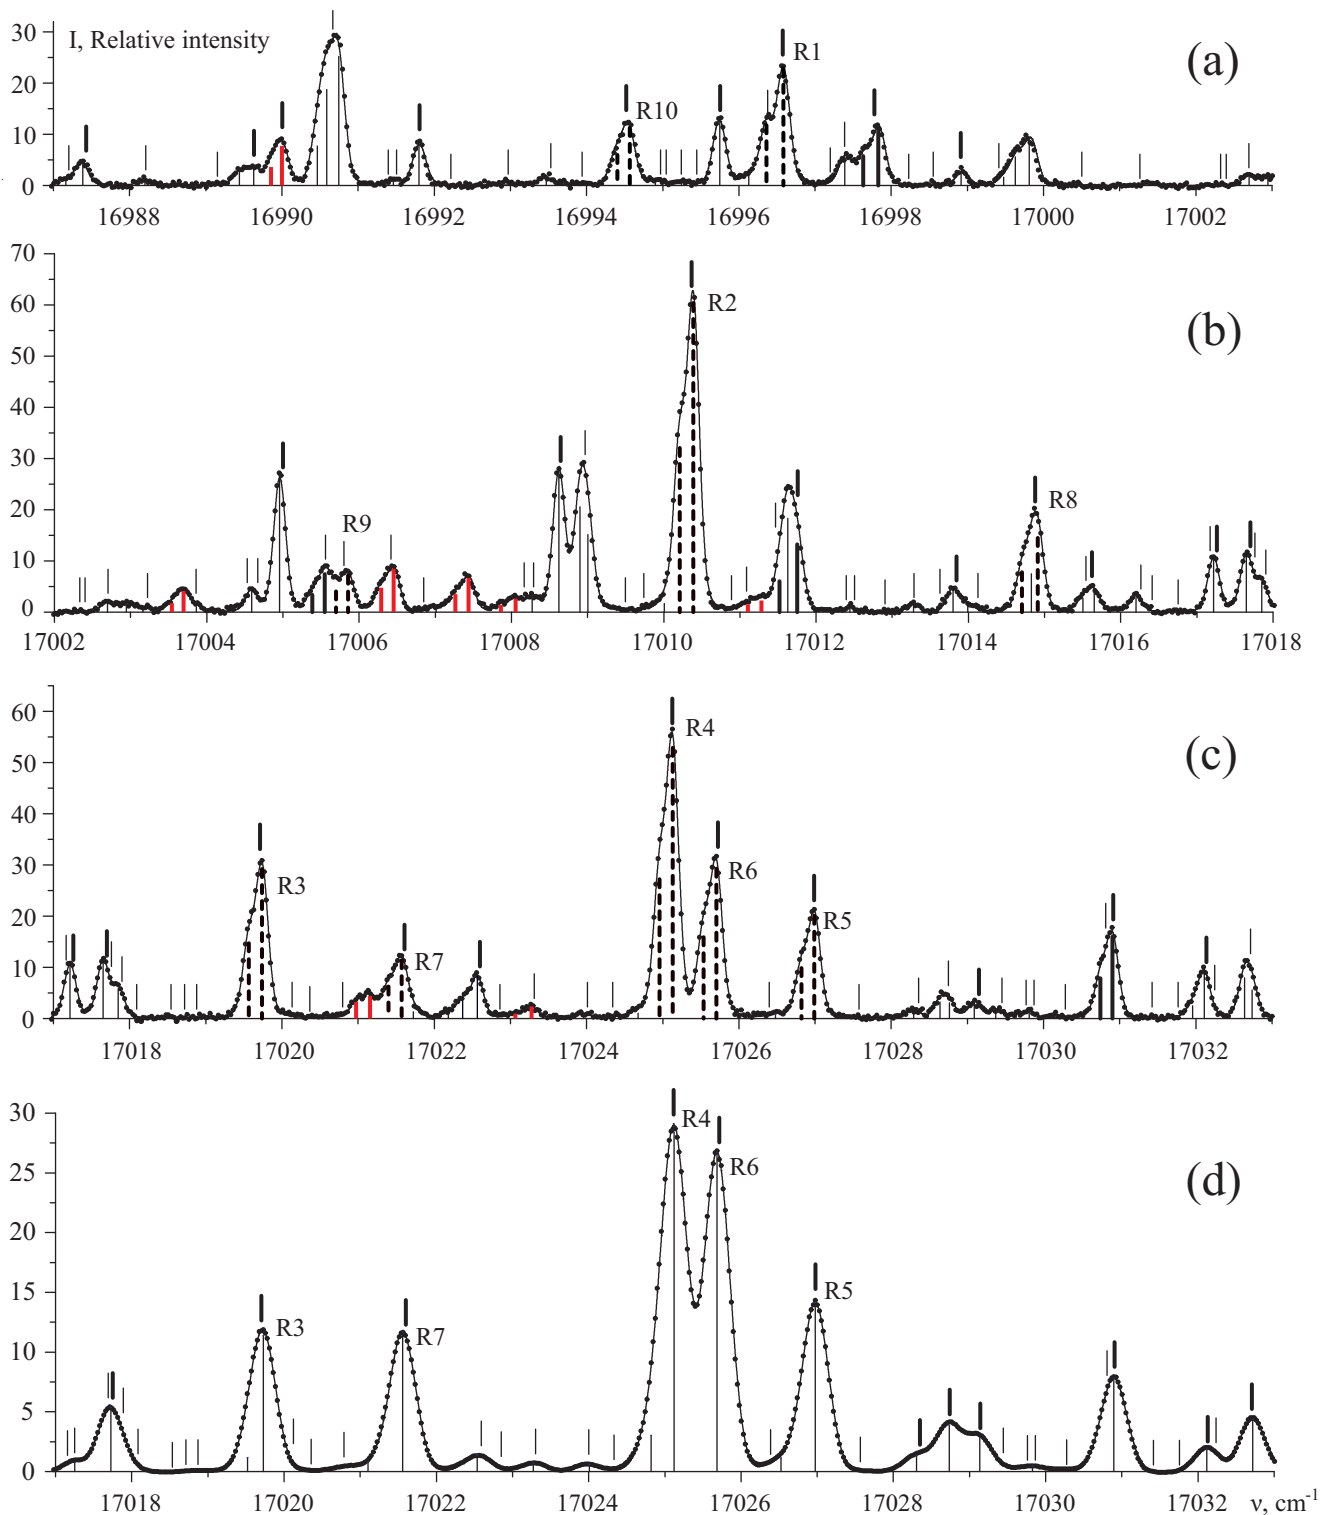 30
I, Relative intensity
R1
(a)
20
R10
10
0
16988 16990 16992 16994 16996 16998 17000 17002
70
60
R2
(b)
50
40
30
R9
R8
20
10
0
17002 17004 17006 17008 17010 17012 17014 17016 17018
60
R4
(c)
50
40
30
R3
R6
20
R5
R7
10
0
17018 17020 17022 17024 17026 17028 17030 17032
30
R4
R6
(d)
25
20
15
R3
R7
R5
10
5
0
17018 17020 17022 17024 17026 17028 17030 17032 ν, cm⁻¹